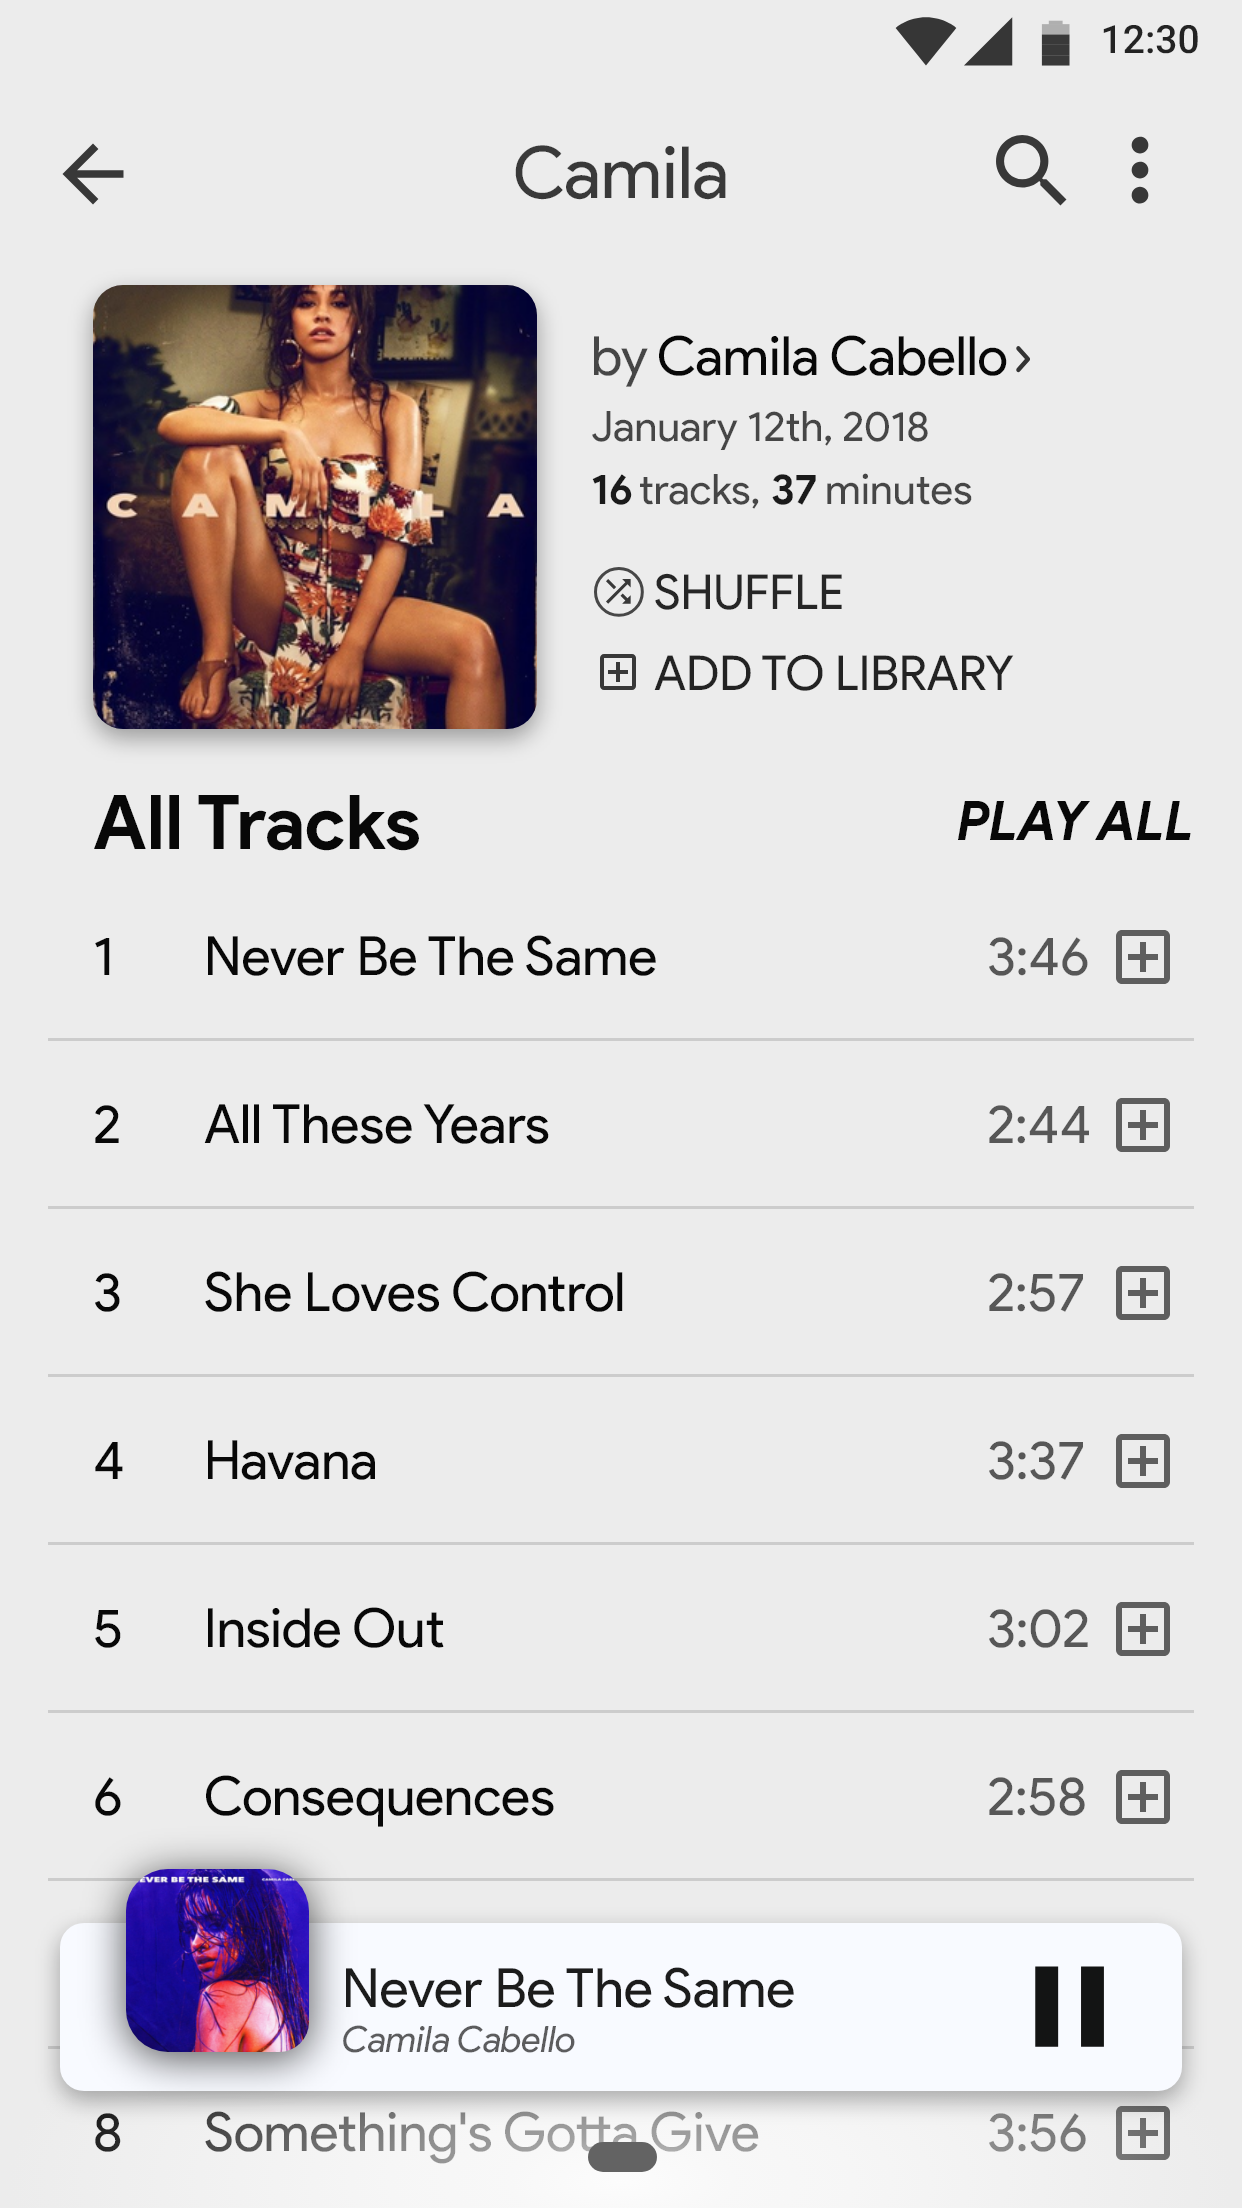 12:30
Camila
by Camila Cabello ›
January 12th, 2018
16 tracks, 37 minutes
CAMILA
SHUFFLE
ADD TO LIBRARY
All Tracks PLAY ALL
1 Never Be The Same 3:46
2 All These Years 2:44
3 She Loves Control 2:57
4 Havana 3:37
5 Inside Out 3:02
6 Consequences 2:58
EVER BE THE SAME
Never Be The Same
Camila Cabello
8 Something's Gotta Give 3:56